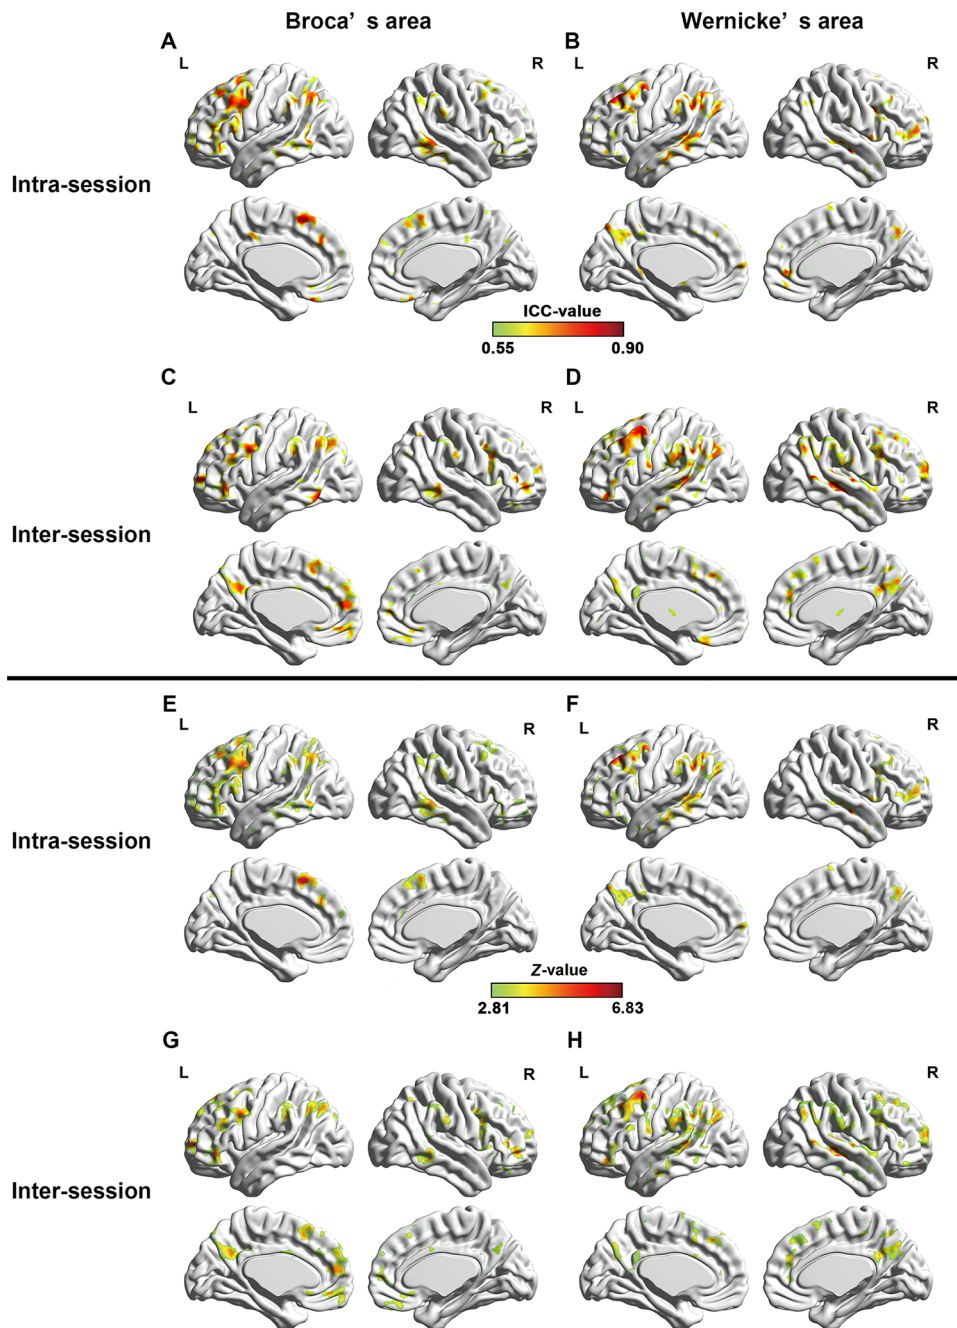 Broca’ s area
Wernicke’ s area
A
B
L
R
L
R
Intra-session
ICC-value
0.55
0.90
C
D
L
R
L
R
Inter-session
E
F
L
R
L
R
Intra-session
Z-value
2.81
6.83
G
H
L
R
L
R
Inter-session